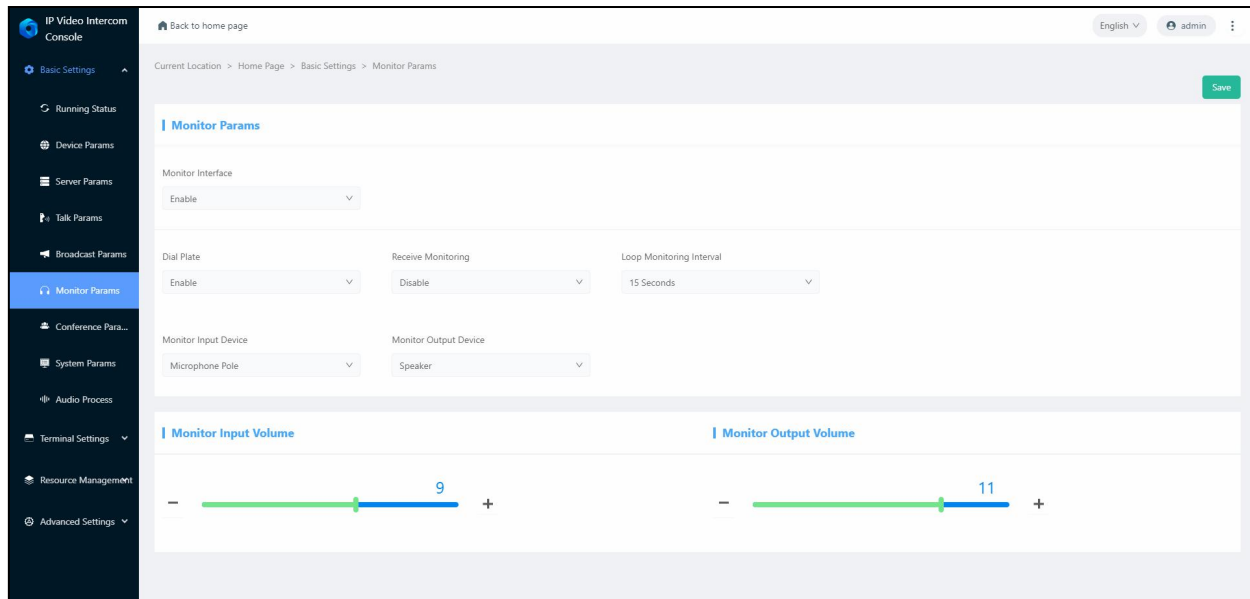 IP Video Intercom
Console
Back to home page
English
admin
Basic Settings
Running Status
Device Params
Server Params
Talk Params
Broadcast Params
Monitor Params
Conference Para...
System Params
Audio Process
Terminal Settings
Resource Management
Advanced Settings
Current Location > Home Page > Basic Settings > Monitor Params
Save
Monitor Params
Monitor Interface
Enable
Dial Plate
Receive Monitoring
Loop Monitoring Interval
Enable
Disable
15 Seconds
Monitor Input Device
Monitor Output Device
Microphone Pole
Speaker
Monitor Input Volume
Monitor Output Volume
9
11